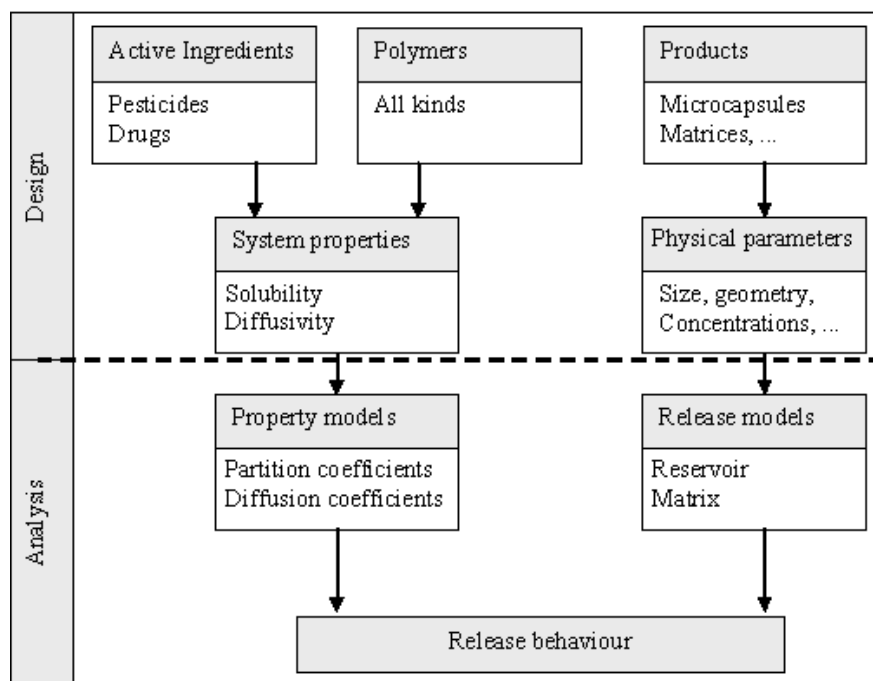 Design
Active Ingredients
Pesticides
Drugs
Polymers
All kinds
Products
Microcapsules
Matrices, ...
System properties
Solubility
Diffusivity
Physical parameters
Size, geometry,
Concentrations, ...
Analysis
Property models
Partition coefficients
Diffusion coefficients
Release models
Reservoir
Matrix
Release behaviour